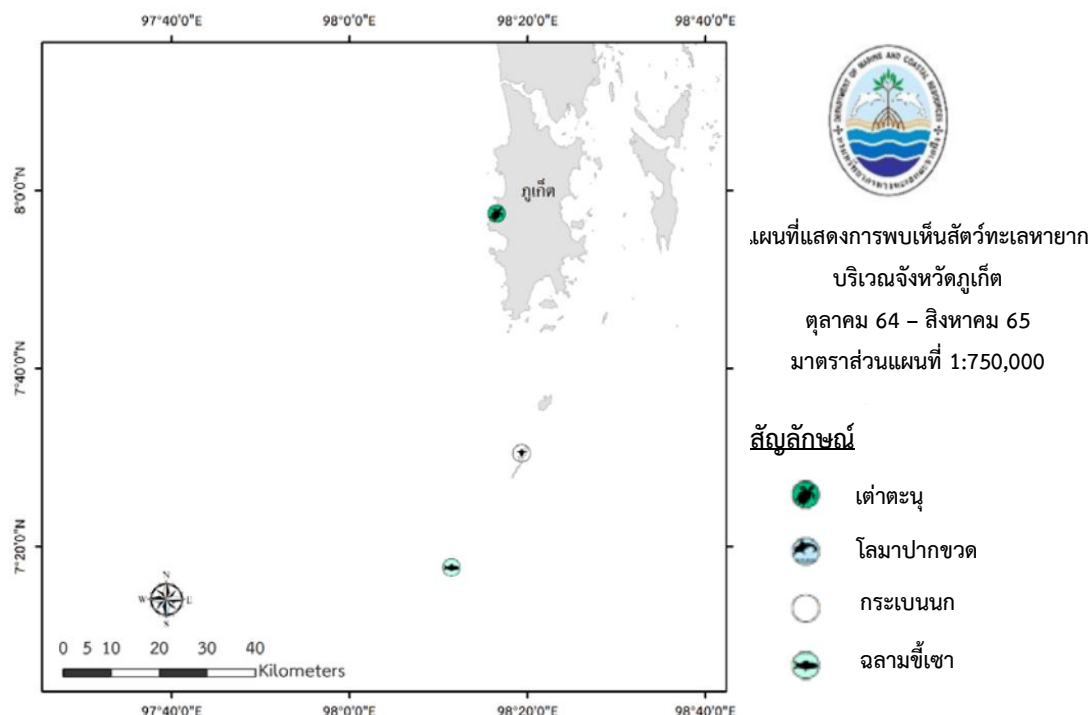 97°40'0"E 98°0'0"E 98°20'0"E 98°40'0"E
8°0'0"N
7°40'0"N
7°20'0"N
ภูเก็ต
N
W E
S
0 5 10 20 30 40
Kilometers
97°40'0"E 98°0'0"E 98°20'0"E 98°40'0"E
DEPARTMENT OF MARINE AND COASTAL RESOURCES
แผนที่แสดงการพบเห็นสัตว์ทะเลหายาก
บริเวณจังหวัดภูเก็ต
ตุลาคม 64 – สิงหาคม 65
มาตราส่วนแผนที่ 1:750,000
สัญลักษณ์
เต่าตะนุ
โลมาปากขวด
กระเบนนก
ฉลามขี้เซา